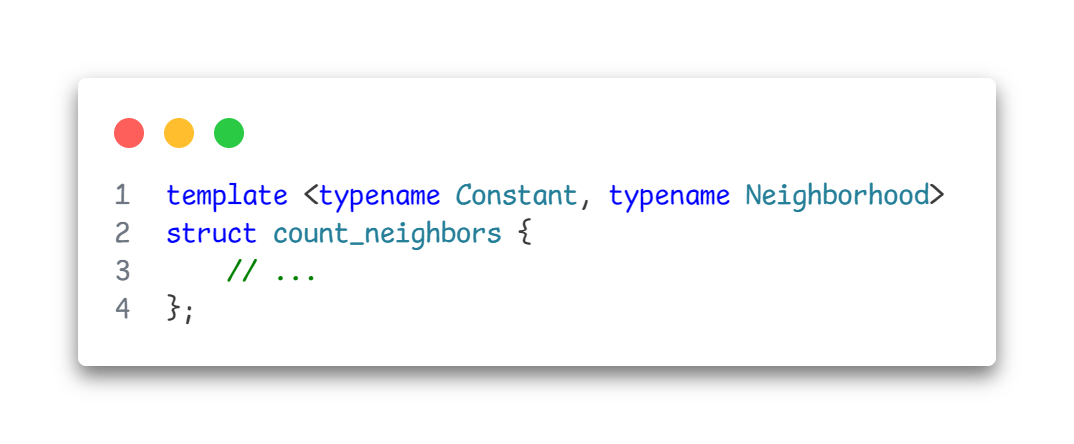 1 template <typename Constant, typename Neighborhood>
2 struct count_neighbors {
3     // ...
4 };